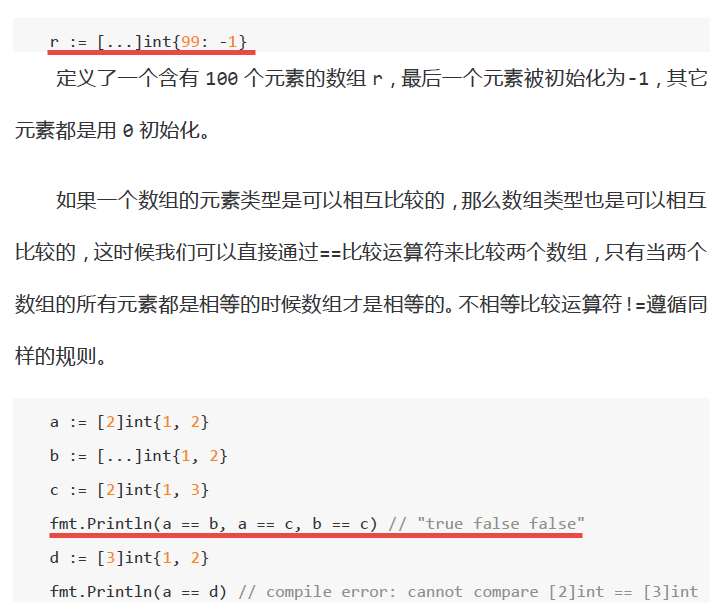 r := [...]int{99: -1}
定义了一个含有 100 个元素的数组 r，最后一个元素被初始化为-1，其它
元素都是用 0 初始化。
如果一个数组的元素类型是可以相互比较的，那么数组类型也是可以相互
比较的，这时候我们可以直接通过==比较运算符来比较两个数组，只有当两个
数组的所有元素都是相等的时候数组才是相等的。不相等比较运算符!=遵循同
样的规则。
a := [2]int{1, 2}
b := [...]int{1, 2}
c := [2]int{1, 3}
fmt.Println(a == b, a == c, b == c) // "true false false"
d := [3]int{1, 2}
fmt.Println(a == d) // compile error: cannot compare [2]int == [3]int